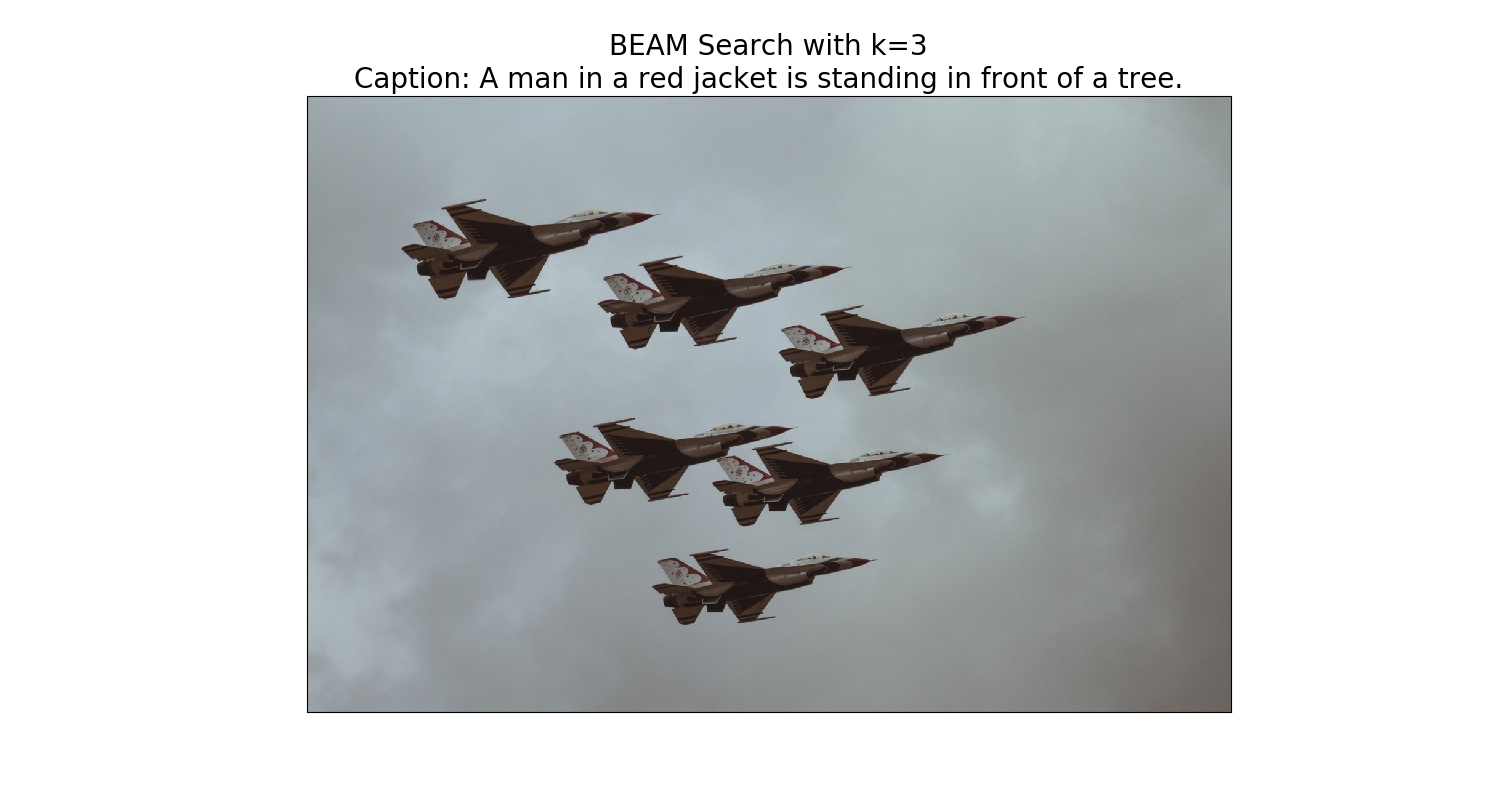 BEAM Search with k=3
Caption: A man in a red jacket is standing in front of a tree.